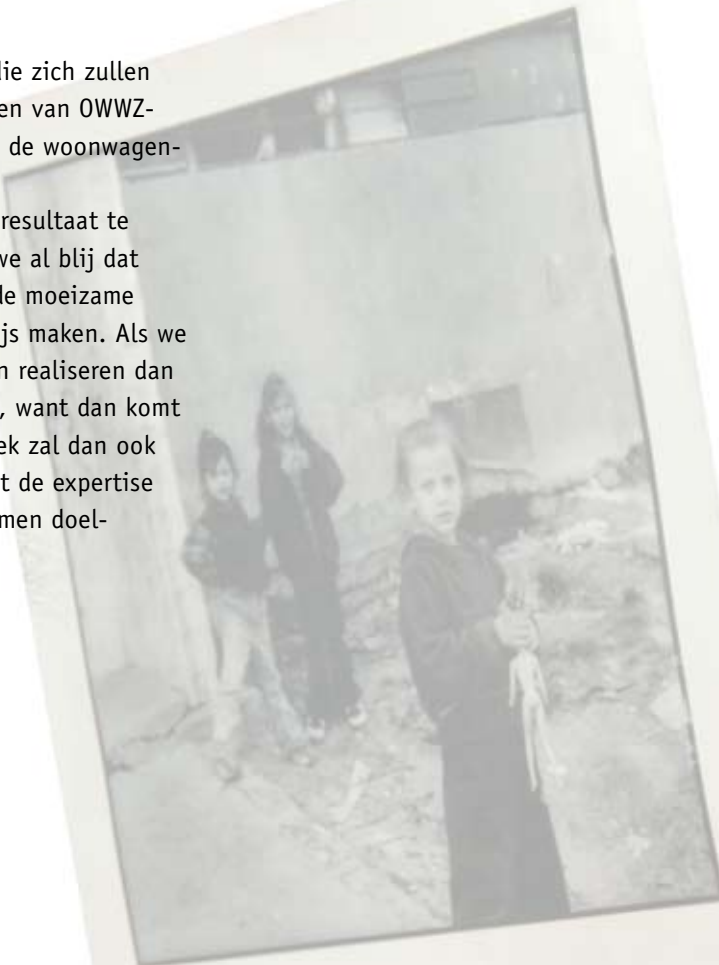 die zich zullen
en van OWWZ-
de woonwagen-
resultaat te
we al blij dat
de moeizame
js maken. Als we
n realiseren dan
, want dan komt
ek zal dan ook
t de expertise
men doel-